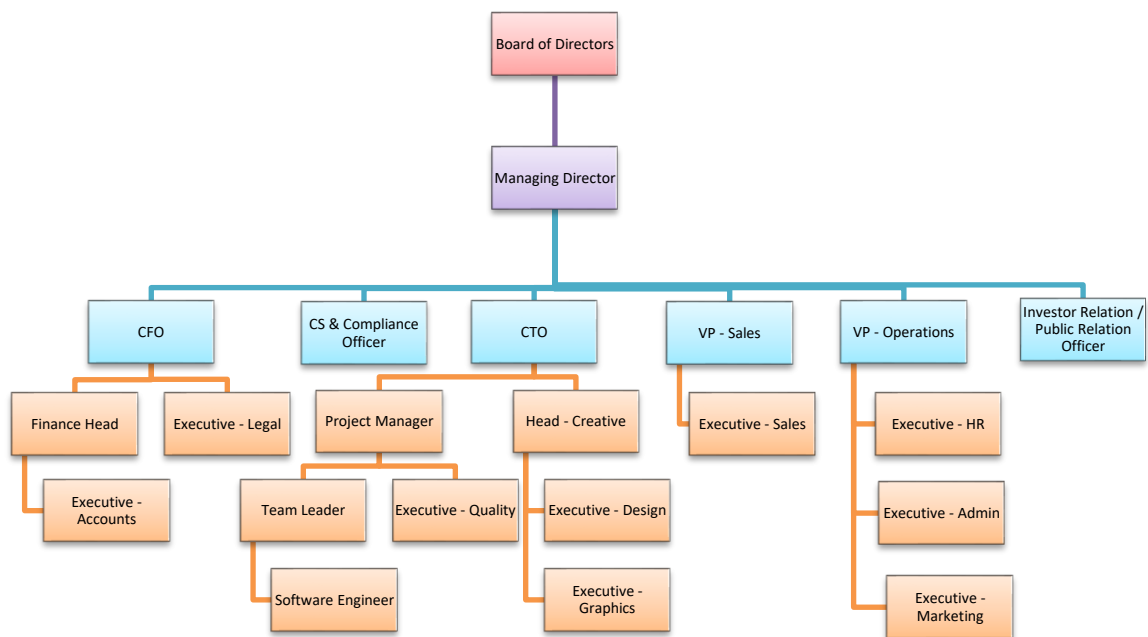 Board of Directors
Managing Director
CFO
CS & Compliance
Officer
CTO
VP - Sales
VP - Operations
Investor Relation /
Public Relation
Officer
Finance Head
Executive - Legal
Project Manager
Head - Creative
Executive - Sales
Executive - HR
Executive -
Accounts
Team Leader
Executive - Quality
Executive - Design
Executive - Admin
Software Engineer
Executive -
Graphics
Executive -
Marketing